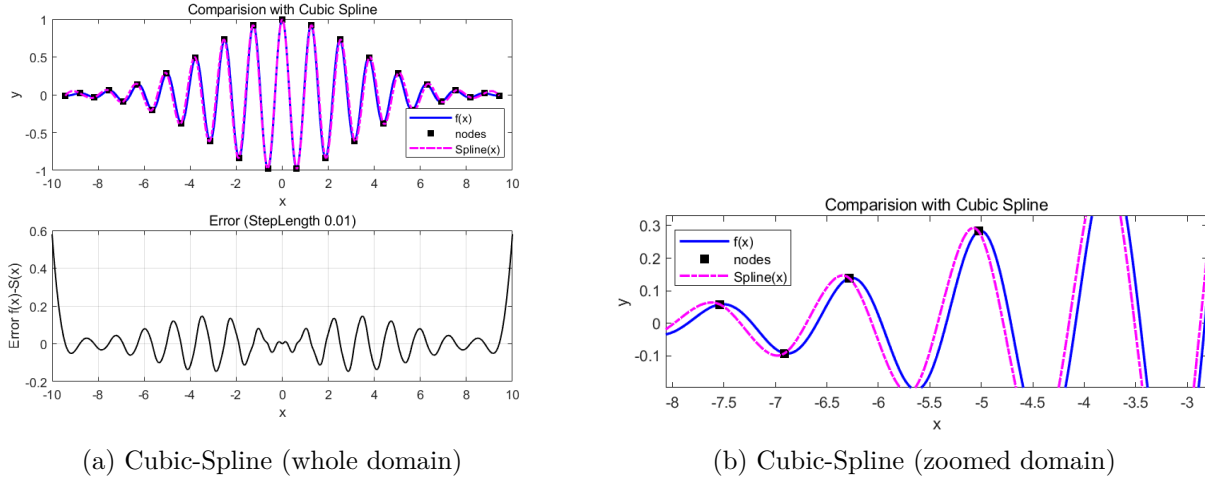 Comparision with Cubic Spline
1
0.5
0
-0.5
-1
y
f(x)
nodes
Spline(x)
-10 -8 -6 -4 -2 0 2 4 6 8 10
x
Error (StepLength 0.01)
0.6
0.4
0.2
0
-0.2
Error f(x)-S(x)
-10 -8 -6 -4 -2 0 2 4 6 8 10
x
(a) Cubic-Spline (whole domain)
Comparision with Cubic Spline
0.3
0.2
0.1
0
-0.1
y
f(x)
nodes
Spline(x)
-8 -7.5 -7 -6.5 -6 -5.5 -5 -4.5 -4 -3.5 -3
x
(b) Cubic-Spline (zoomed domain)